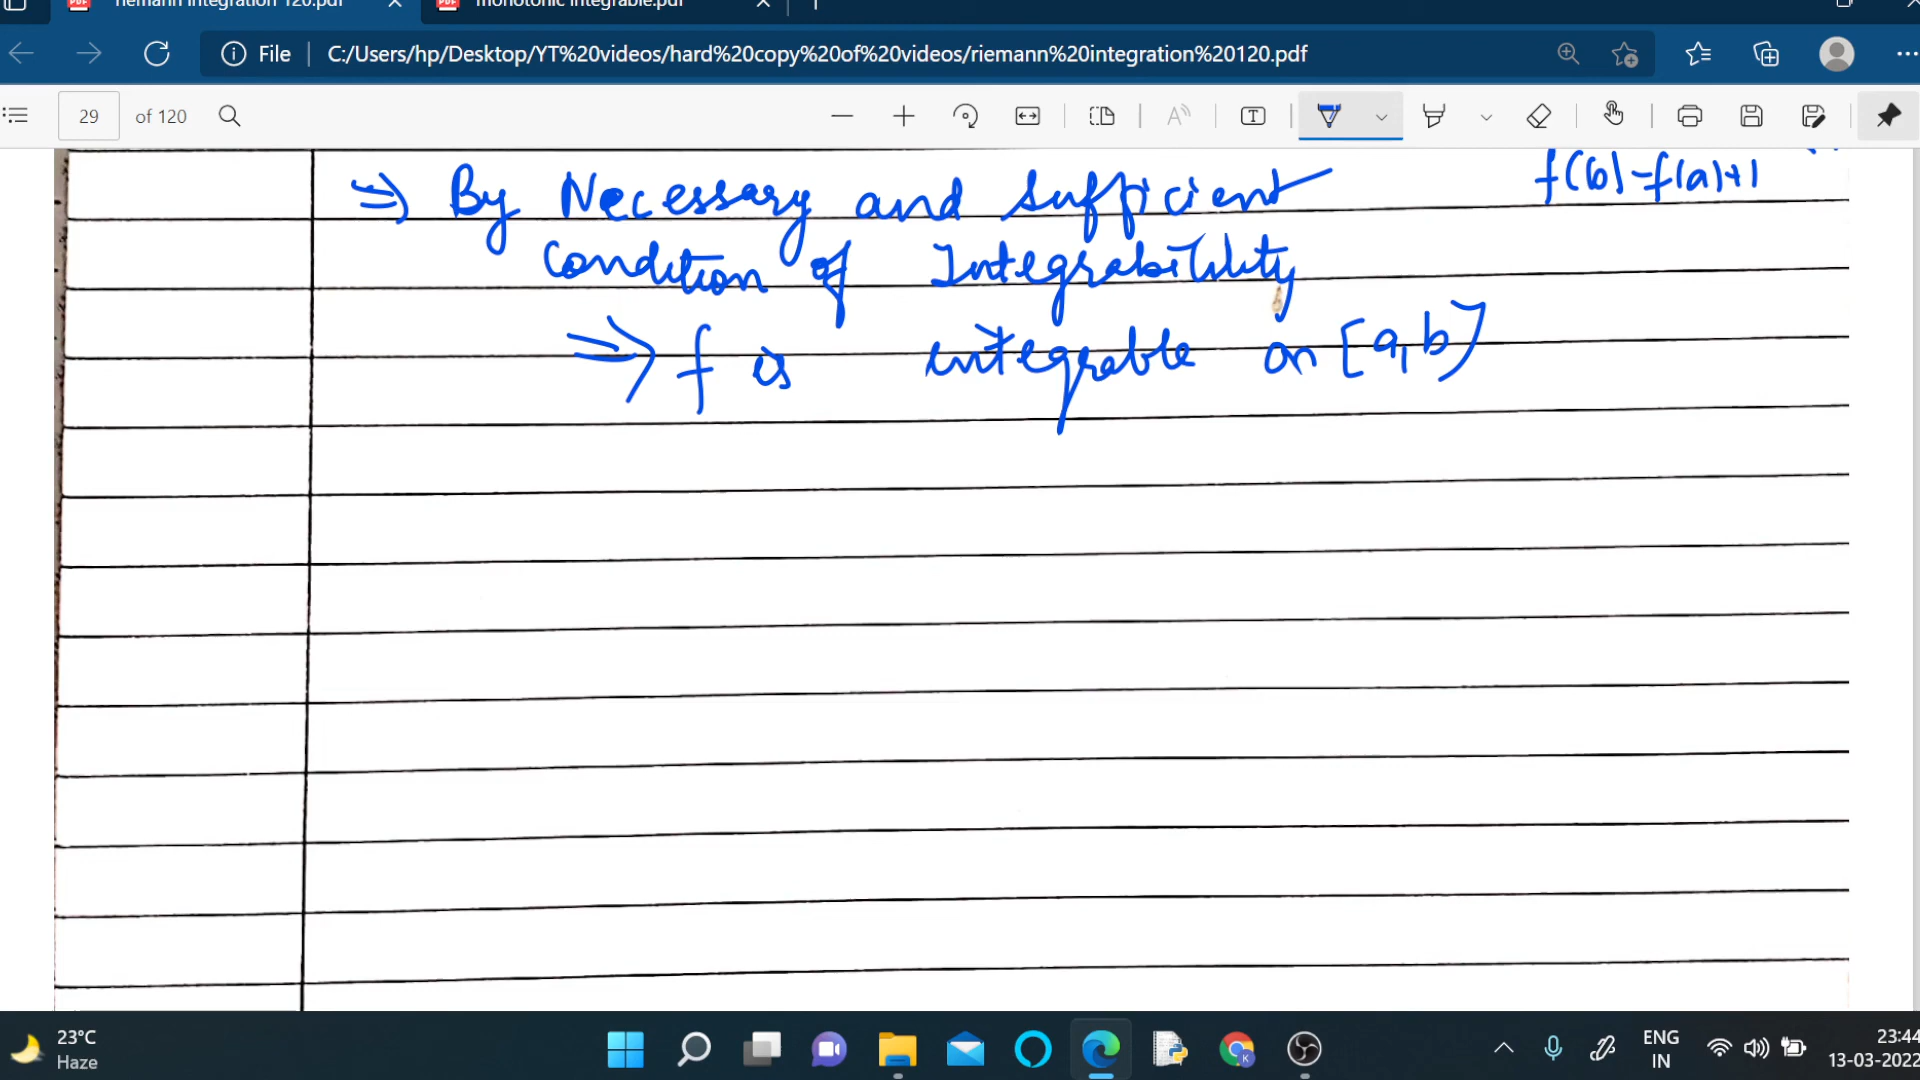 riemann integration 120.pdf
monotonic integrable.pdf
File
C:/Users/hp/Desktop/YT%20videos/hard%20copy%20of%20videos/riemann%20integration%20120.pdf
29 of 120
f(b)-f(a)+1
⇒ By Necessary and Sufficient
Condition of Integrability
⇒ f is integrable on [a,b]
23°C
Haze
ENG
IN
23:44
13-03-2022